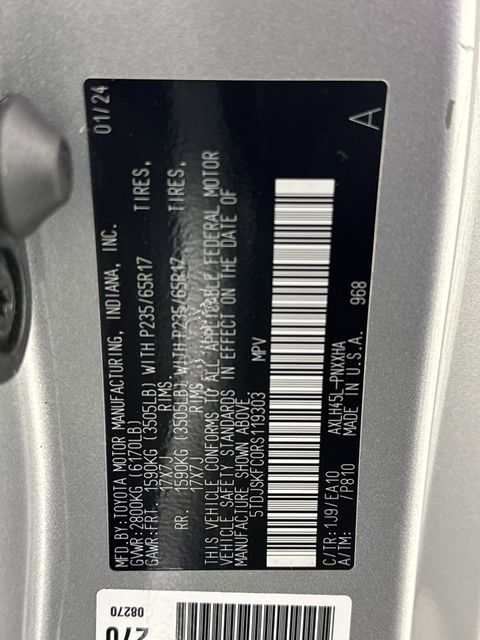 MFD.BY:TOYOTA MOTOR MANUFACTURING, INDIANA, INC. 01/24
GVWR:2800KG (6170LB)
GAWR:FRT. 1590KG (3505LB) WITH P235/65R17 TIRES,
17X7J RIMS
RR. 1590KG (3505LB) WITH P235/65R17 TIRES,
17X7J RIMS
THIS VEHICLE CONFORMS TO ALL APPLICABLE FEDERAL MOTOR
VEHICLE SAFETY STANDARDS IN EFFECT ON THE DATE OF
MANUFACTURE SHOWN ABOVE.
5TDJSKFC0RS119303 MPV
C/TR:1J9/EA10 AXLH45L-PNXXHA 968
A/TM: /P810 MADE IN U.S.A. A
08270
270